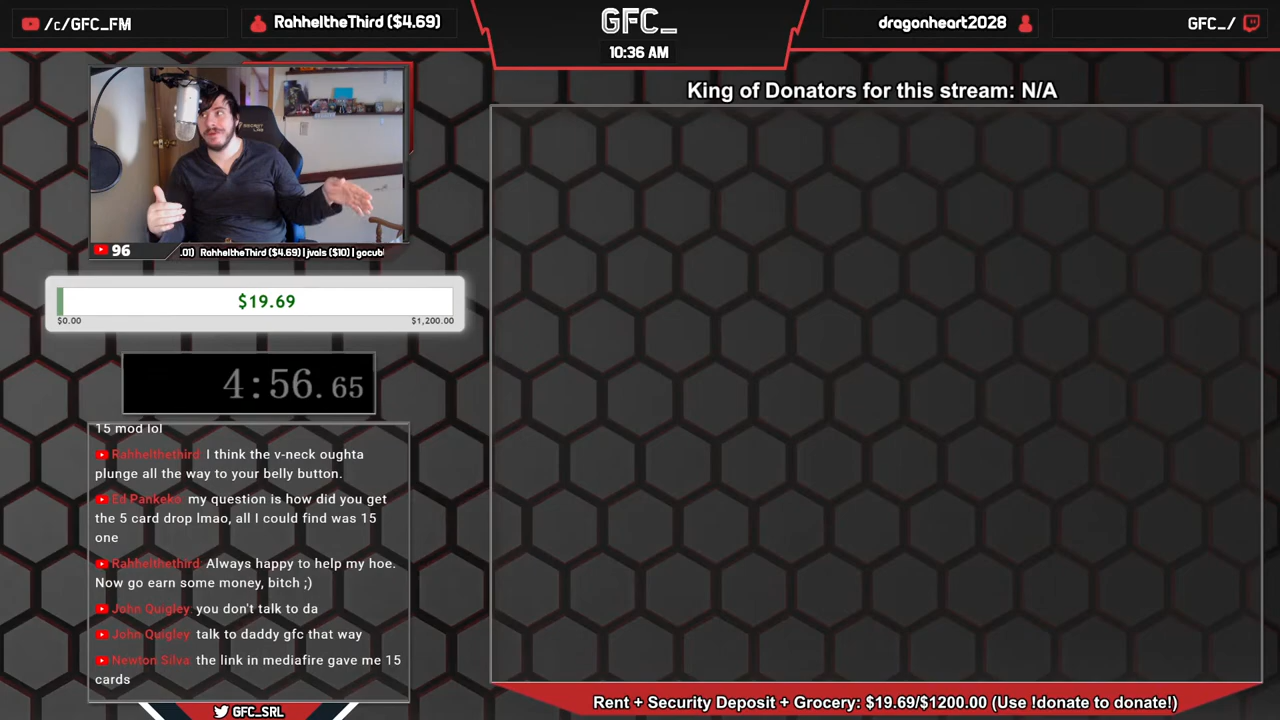 /c/GFC_FM
RahheltheThird ($4.69)
GFC_
10:36 AM
dragonheart2028
GFC_/
King of Donators for this stream: N/A
SECRET LAB
96
.01) RahheltheThird ($4.69) | jvals ($10) | gocub
$19.69
$0.00
$1,200.00
4:56.65
15 mod lol
Rahhelthethird: I think the v-neck oughta
plunge all the way to your belly button.
Ed Pankeko: my question is how did you get
the 5 card drop lmao, all I could find was 15
one
Rahhelthethird: Always happy to help my hoe.
Now go earn some money, bitch ;)
John Quigley: you don't talk to da
John Quigley: talk to daddy gfc that way
Newton Silva: the link in mediafire gave me 15
cards
GFC_SRL
Rent + Security Deposit + Grocery: $19.69/$1200.00 (Use !donate to donate!)